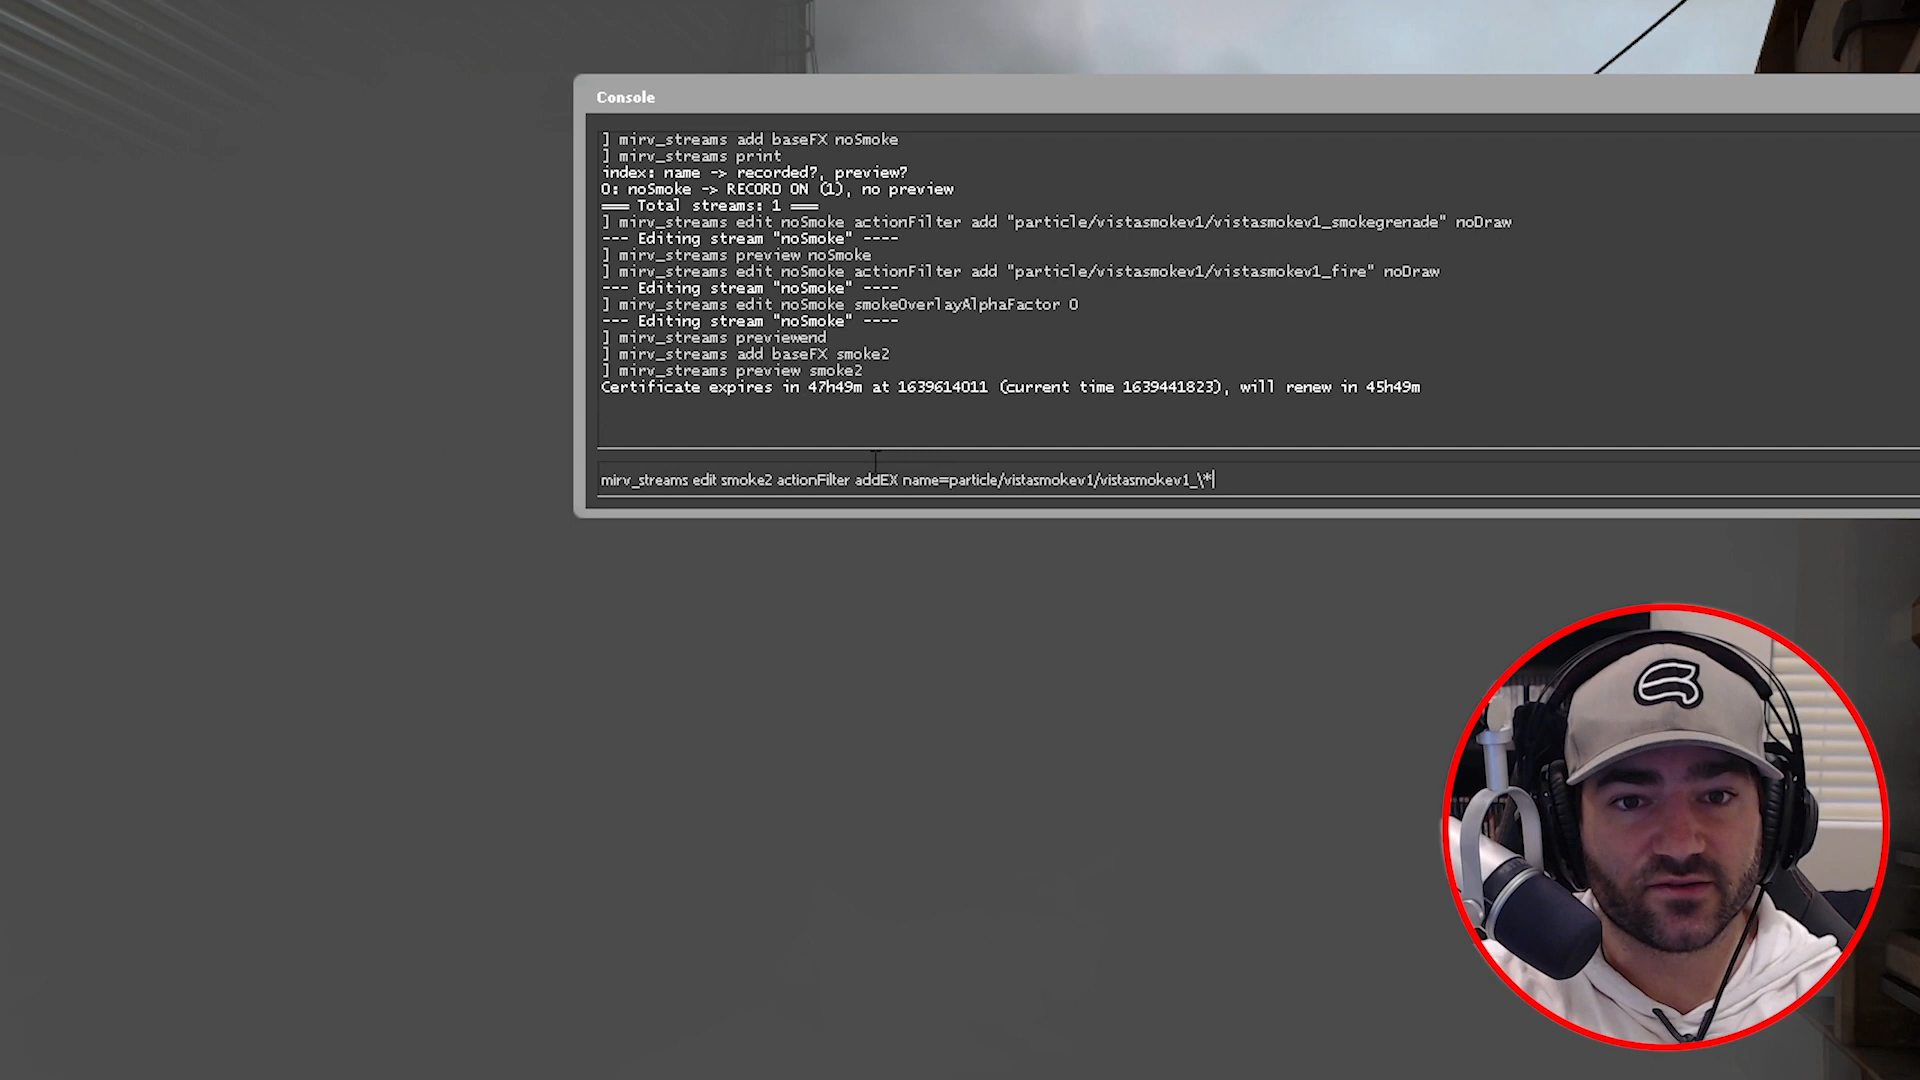 Console
] mirv_streams add baseFX noSmoke
] mirv_streams print
index: name -> recorded?, preview?
0: noSmoke -> RECORD ON (1), no preview
=== Total streams: 1 ===
] mirv_streams edit noSmoke actionFilter add "particle/vistasmokev1/vistasmokev1_smokegrenade" noDraw
--- Editing stream "noSmoke" ----
] mirv_streams preview noSmoke
] mirv_streams edit noSmoke actionFilter add "particle/vistasmokev1/vistasmokev1_fire" noDraw
--- Editing stream "noSmoke" ----
] mirv_streams edit noSmoke smokeOverlayAlphaFactor 0
--- Editing stream "noSmoke" ----
] mirv_streams previewend
] mirv_streams add baseFX smoke2
] mirv_streams preview smoke2
Certificate expires in 47h49m at 1639614011 (current time 1639441823), will renew in 45h49m
mirv_streams edit smoke2 actionFilter addEX name=particle/vistasmokev1/vistasmokev1_\*